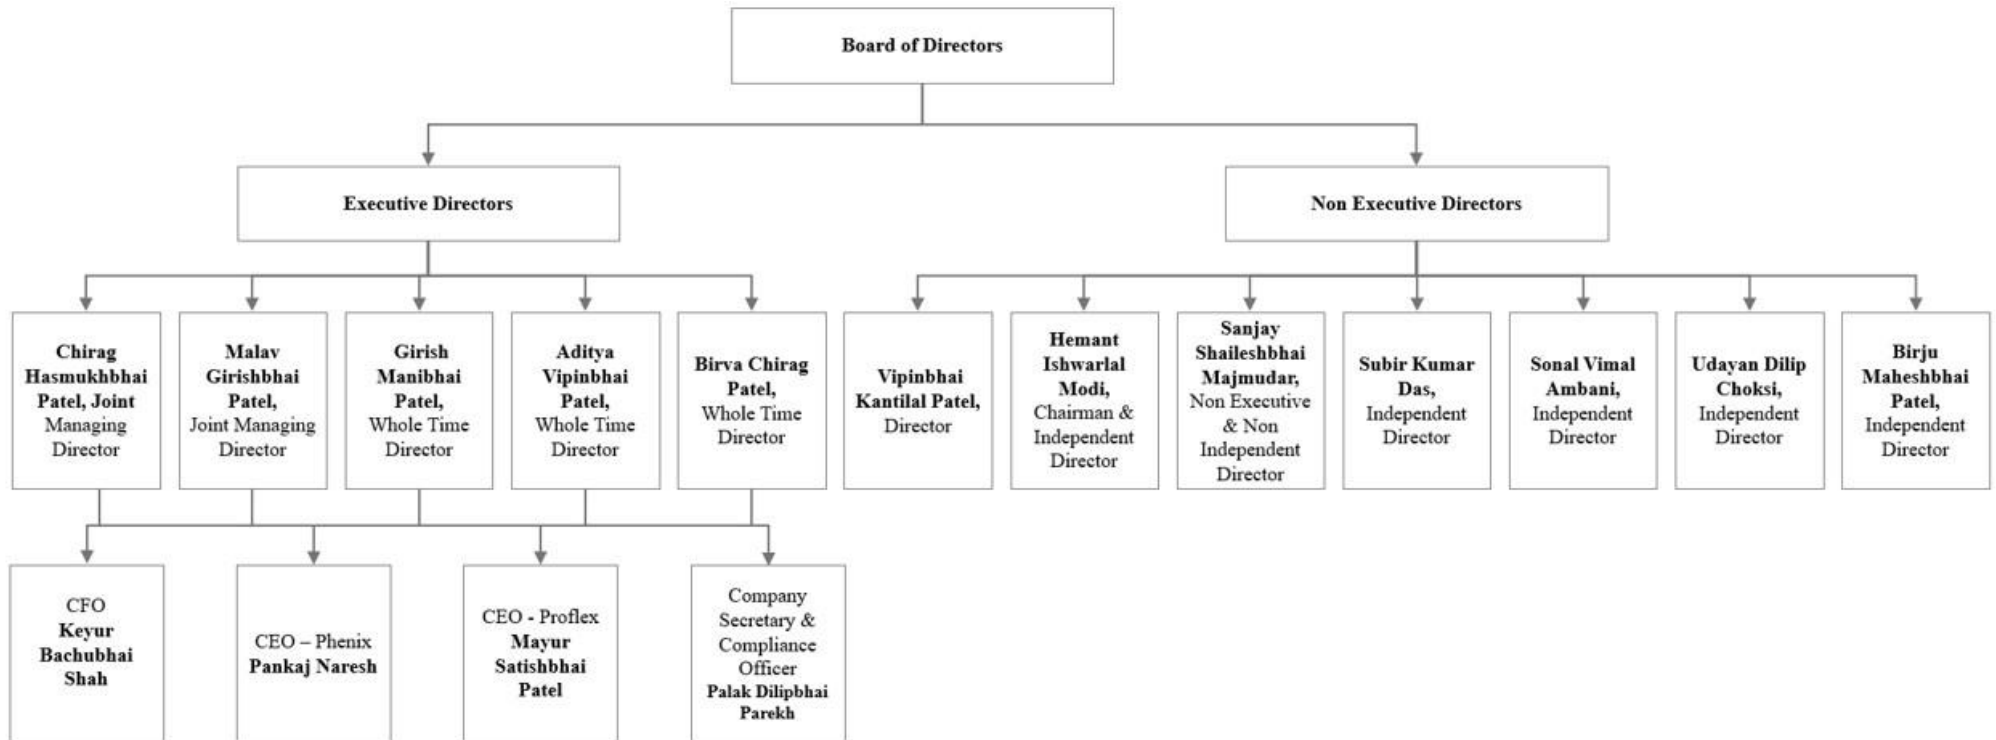 Board of Directors
Executive Directors
Non Executive Directors
Chirag
Hasmukhbhai
Patel, Joint
Managing
Director
Malav
Girishbhai
Patel,
Joint Managing
Director
Girish
Manibhai
Patel,
Whole Time
Director
Aditya
Vipinbhai
Patel,
Whole Time
Director
Birva Chirag
Patel,
Whole Time
Director
Vipinbhai
Kantilal Patel,
Director
Hemant
Ishwarlal
Modi,
Chairman &
Independent
Director
Sanjay
Shaileshbhai
Majmudar,
Non Executive
& Non
Independent
Director
Subir Kumar
Das,
Independent
Director
Sonal Vimal
Ambani,
Independent
Director
Udayan Dilip
Choksi,
Independent
Director
Birju
Maheshbhai
Patel,
Independent
Director
CFO
Keyur
Bachubhai
Shah
CEO – Phenix
Pankaj Naresh
CEO - Proflex
Mayur
Satishbhai
Patel
Company
Secretary &
Compliance
Officer
Palak Dilipbhai
Parekh